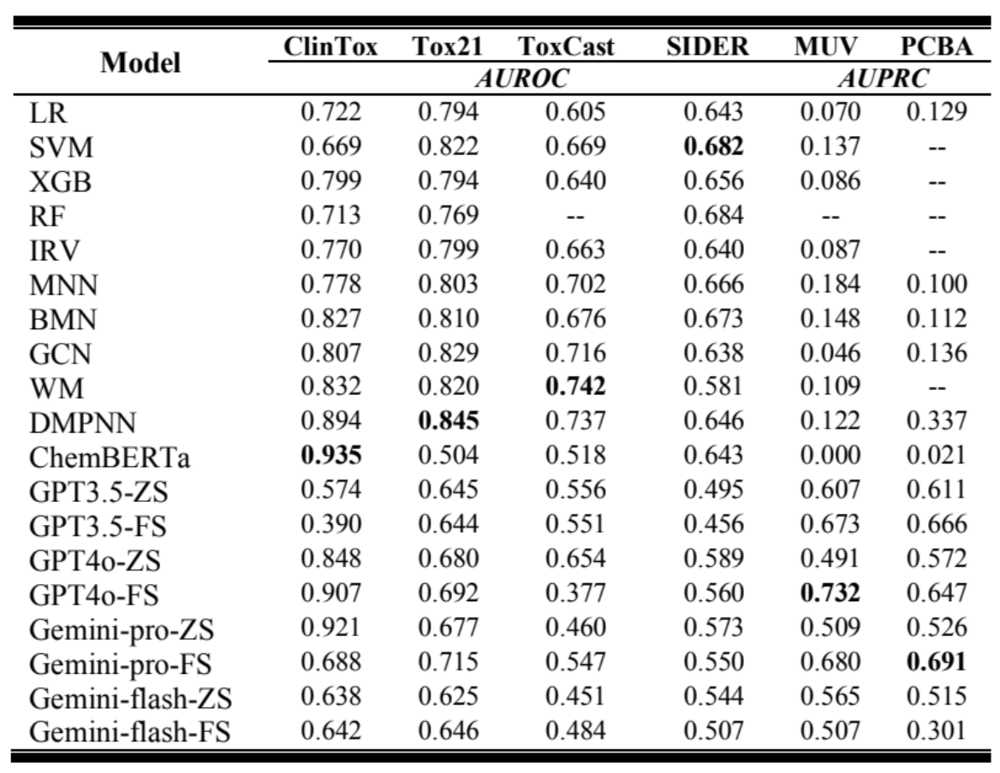 Model ClinTox Tox21 ToxCast SIDER MUV PCBA
AUROC AUPRC
LR 0.722 0.794 0.605 0.643 0.070 0.129
SVM 0.669 0.822 0.669 0.682 0.137 --
XGB 0.799 0.794 0.640 0.656 0.086 --
RF 0.713 0.769 -- 0.684 -- --
IRV 0.770 0.799 0.663 0.640 0.087 --
MNN 0.778 0.803 0.702 0.666 0.184 0.100
BMN 0.827 0.810 0.676 0.673 0.148 0.112
GCN 0.807 0.829 0.716 0.638 0.046 0.136
WM 0.832 0.820 0.742 0.581 0.109 --
DMPNN 0.894 0.845 0.737 0.646 0.122 0.337
ChemBERTa 0.935 0.504 0.518 0.643 0.000 0.021
GPT3.5-ZS 0.574 0.645 0.556 0.495 0.607 0.611
GPT3.5-FS 0.390 0.644 0.551 0.456 0.673 0.666
GPT4o-ZS 0.848 0.680 0.654 0.589 0.491 0.572
GPT4o-FS 0.907 0.692 0.377 0.560 0.732 0.647
Gemini-pro-ZS 0.921 0.677 0.460 0.573 0.509 0.526
Gemini-pro-FS 0.688 0.715 0.547 0.550 0.680 0.691
Gemini-flash-ZS 0.638 0.625 0.451 0.544 0.565 0.515
Gemini-flash-FS 0.642 0.646 0.484 0.507 0.507 0.301